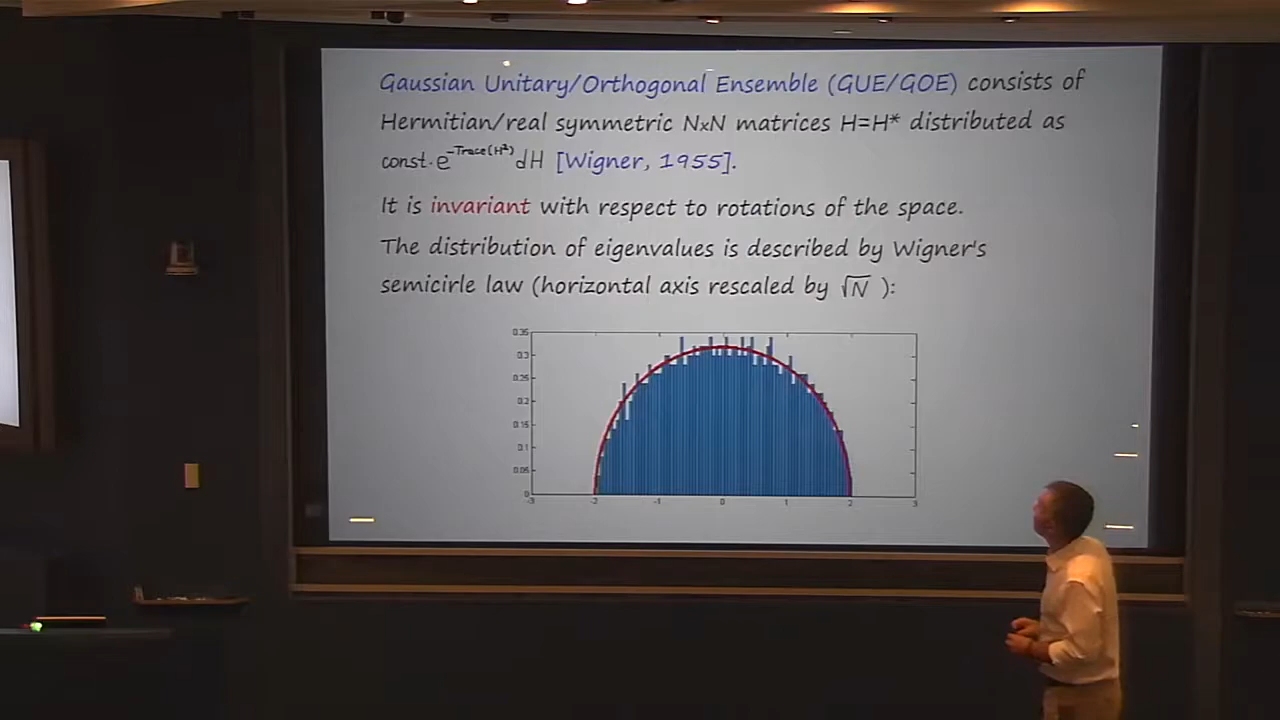 Gaussian Unitary/Orthogonal Ensemble (GUE/GOE) consists of
Hermitian/real symmetric NxN matrices H=H* distributed as
const·e^-Trace(H²) dH [Wigner, 1955].
It is invariant with respect to rotations of the space.
The distribution of eigenvalues is described by Wigner's
semicirle law (horizontal axis rescaled by √N ):
0.35
0.3
0.25
0.2
0.15
0.1
0.05
0
-3 -2 -1 0 1 2 3